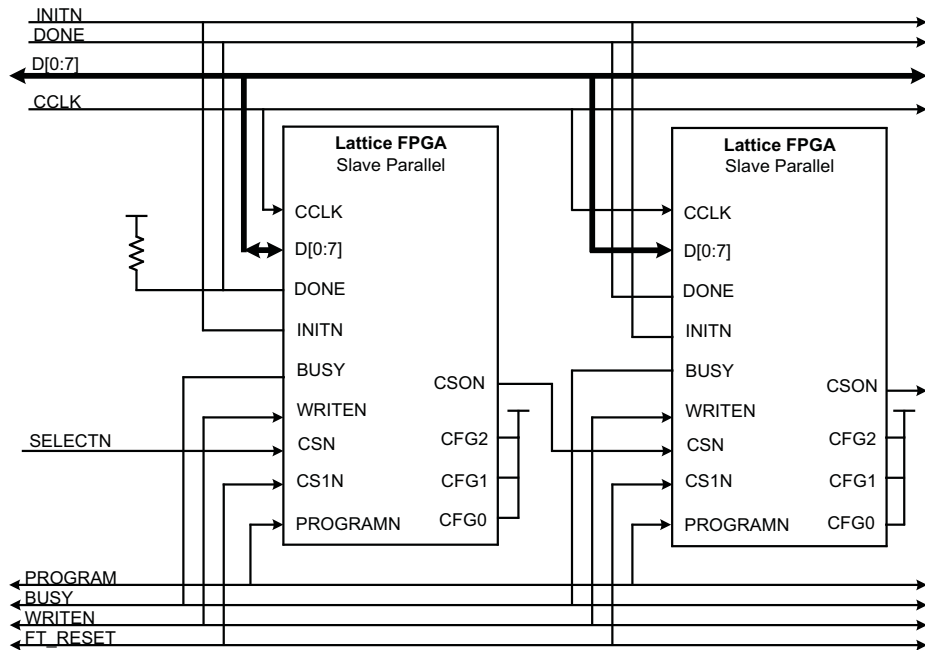 INITN
DONE
D[0:7]
CCLK
Lattice FPGA
Slave Parallel
CCLK
D[0:7]
DONE
INITN
BUSY
WRITEN
CSN
CS1N
PROGRAMN
CSON
CFG2
CFG1
CFG0
Lattice FPGA
Slave Parallel
CCLK
D[0:7]
DONE
INITN
BUSY
WRITEN
CSN
CS1N
PROGRAMN
CSON
CFG2
CFG1
CFG0
SELECTN
PROGRAM
BUSY
WRITEN
FT_RESET